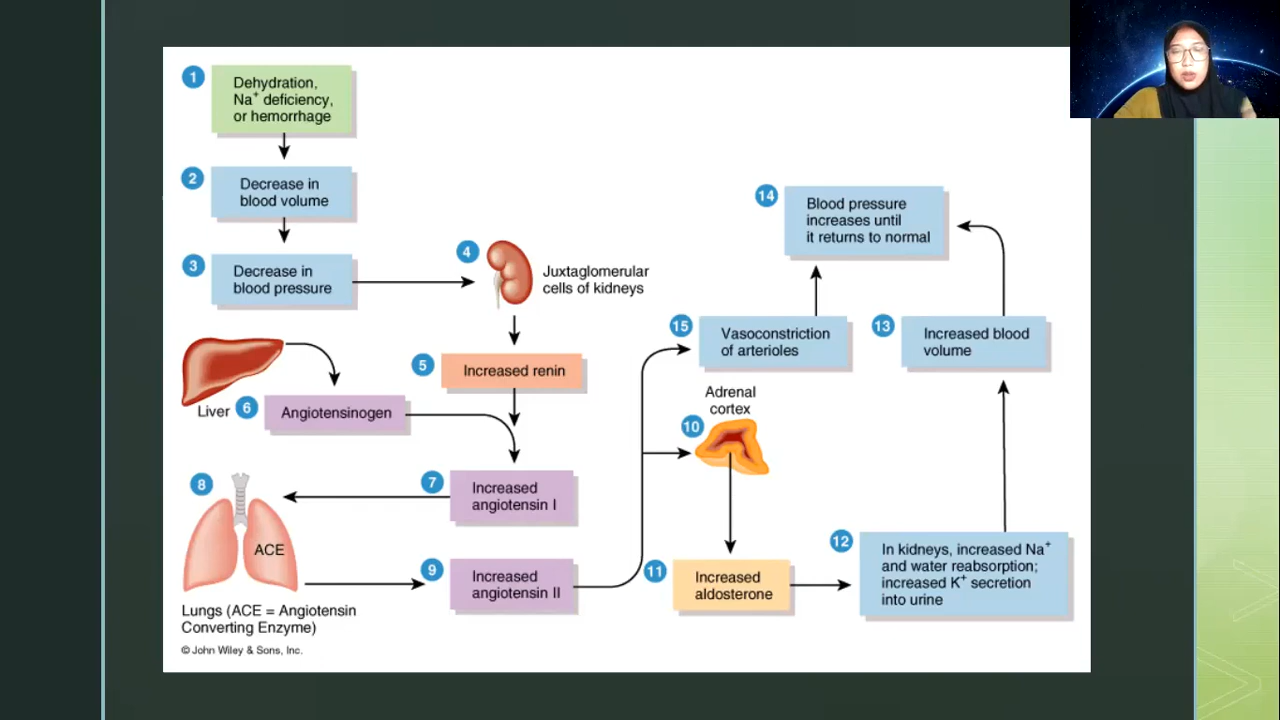 1
Dehydration,
Na⁺ deficiency,
or hemorrhage
2
Decrease in
blood volume
3
Decrease in
blood pressure
4
Juxtaglomerular
cells of kidneys
5
Increased renin
Liver
6
Angiotensinogen
7
Increased
angiotensin I
8
ACE
Lungs (ACE = Angiotensin
Converting Enzyme)
9
Increased
angiotensin II
10
Adrenal
cortex
11
Increased
aldosterone
12
In kidneys, increased Na⁺
and water reabsorption;
increased K⁺ secretion
into urine
13
Increased blood
volume
14
Blood pressure
increases until
it returns to normal
15
Vasoconstriction
of arterioles
© John Wiley & Sons, Inc.